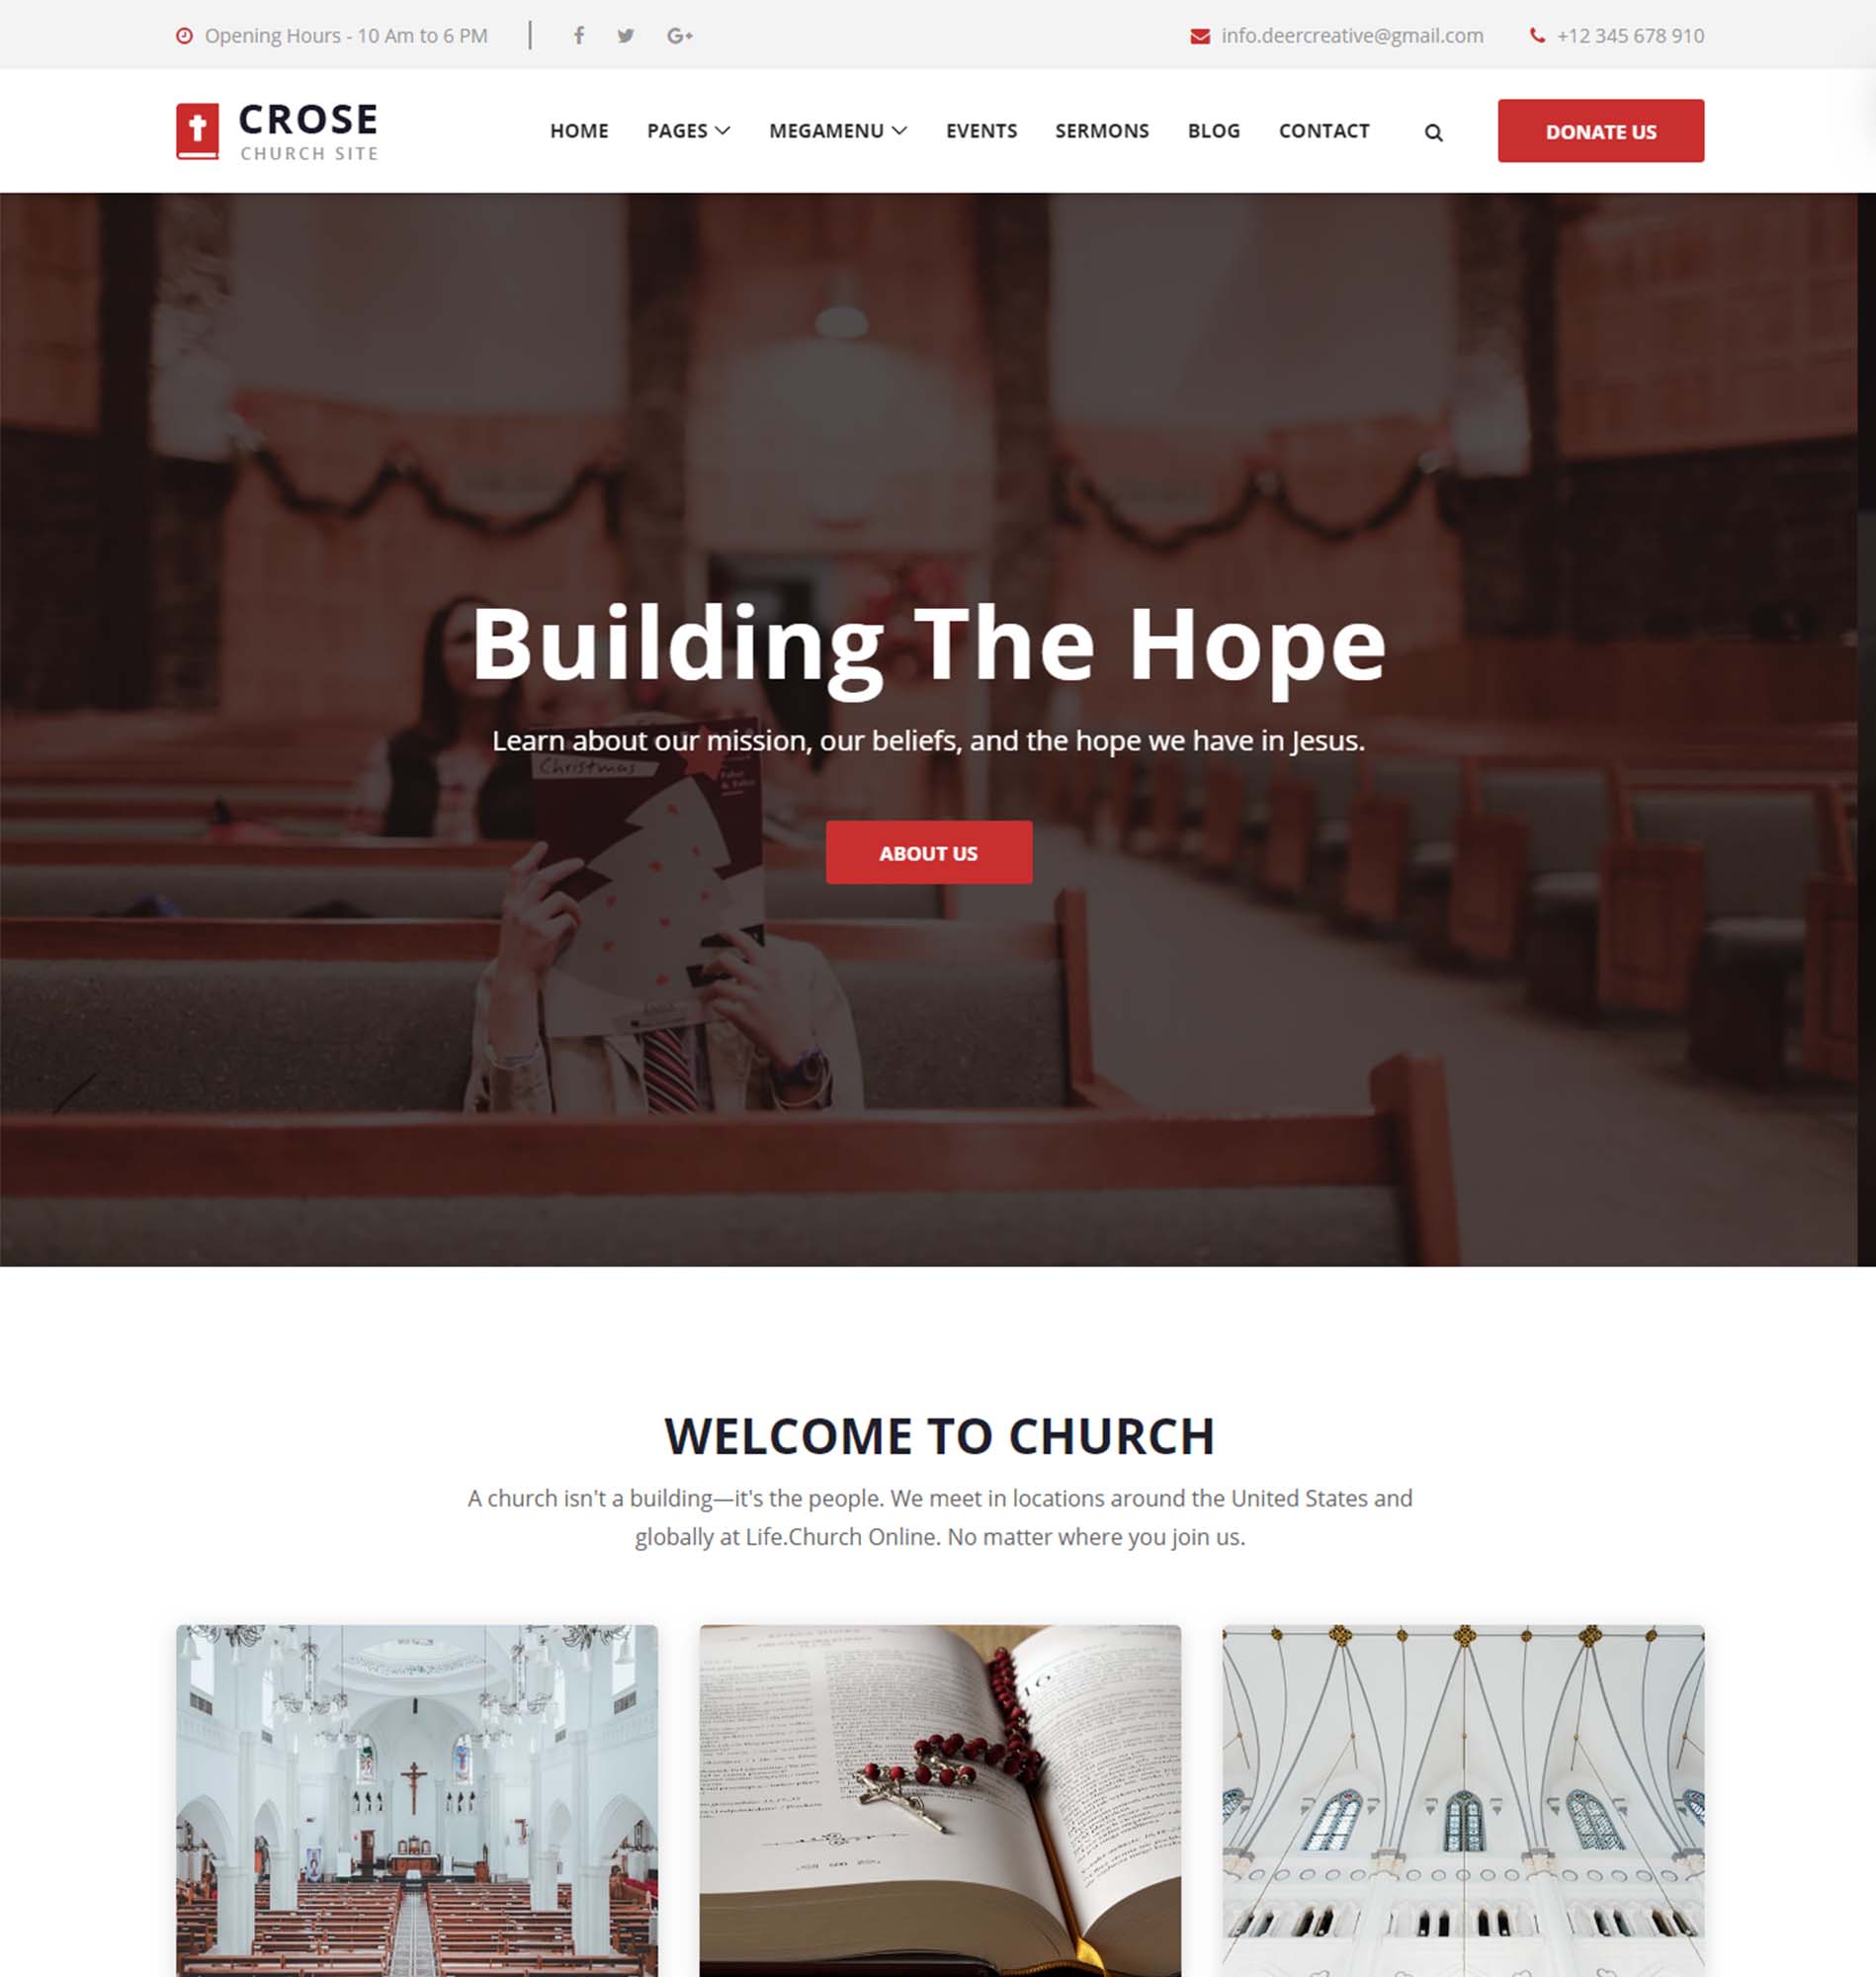 Opening Hours - 10 Am to 6 PM
info.deercreative@gmail.com
+12 345 678 910
CROSE
CHURCH SITE
HOME PAGES MEGAMENU EVENTS SERMONS BLOG CONTACT
DONATE US
Building The Hope
Learn about our mission, our beliefs, and the hope we have in Jesus.
Christmas
ABOUT US
WELCOME TO CHURCH
A church isn't a building—it's the people. We meet in locations around the United States and
globally at Life.Church Online. No matter where you join us.